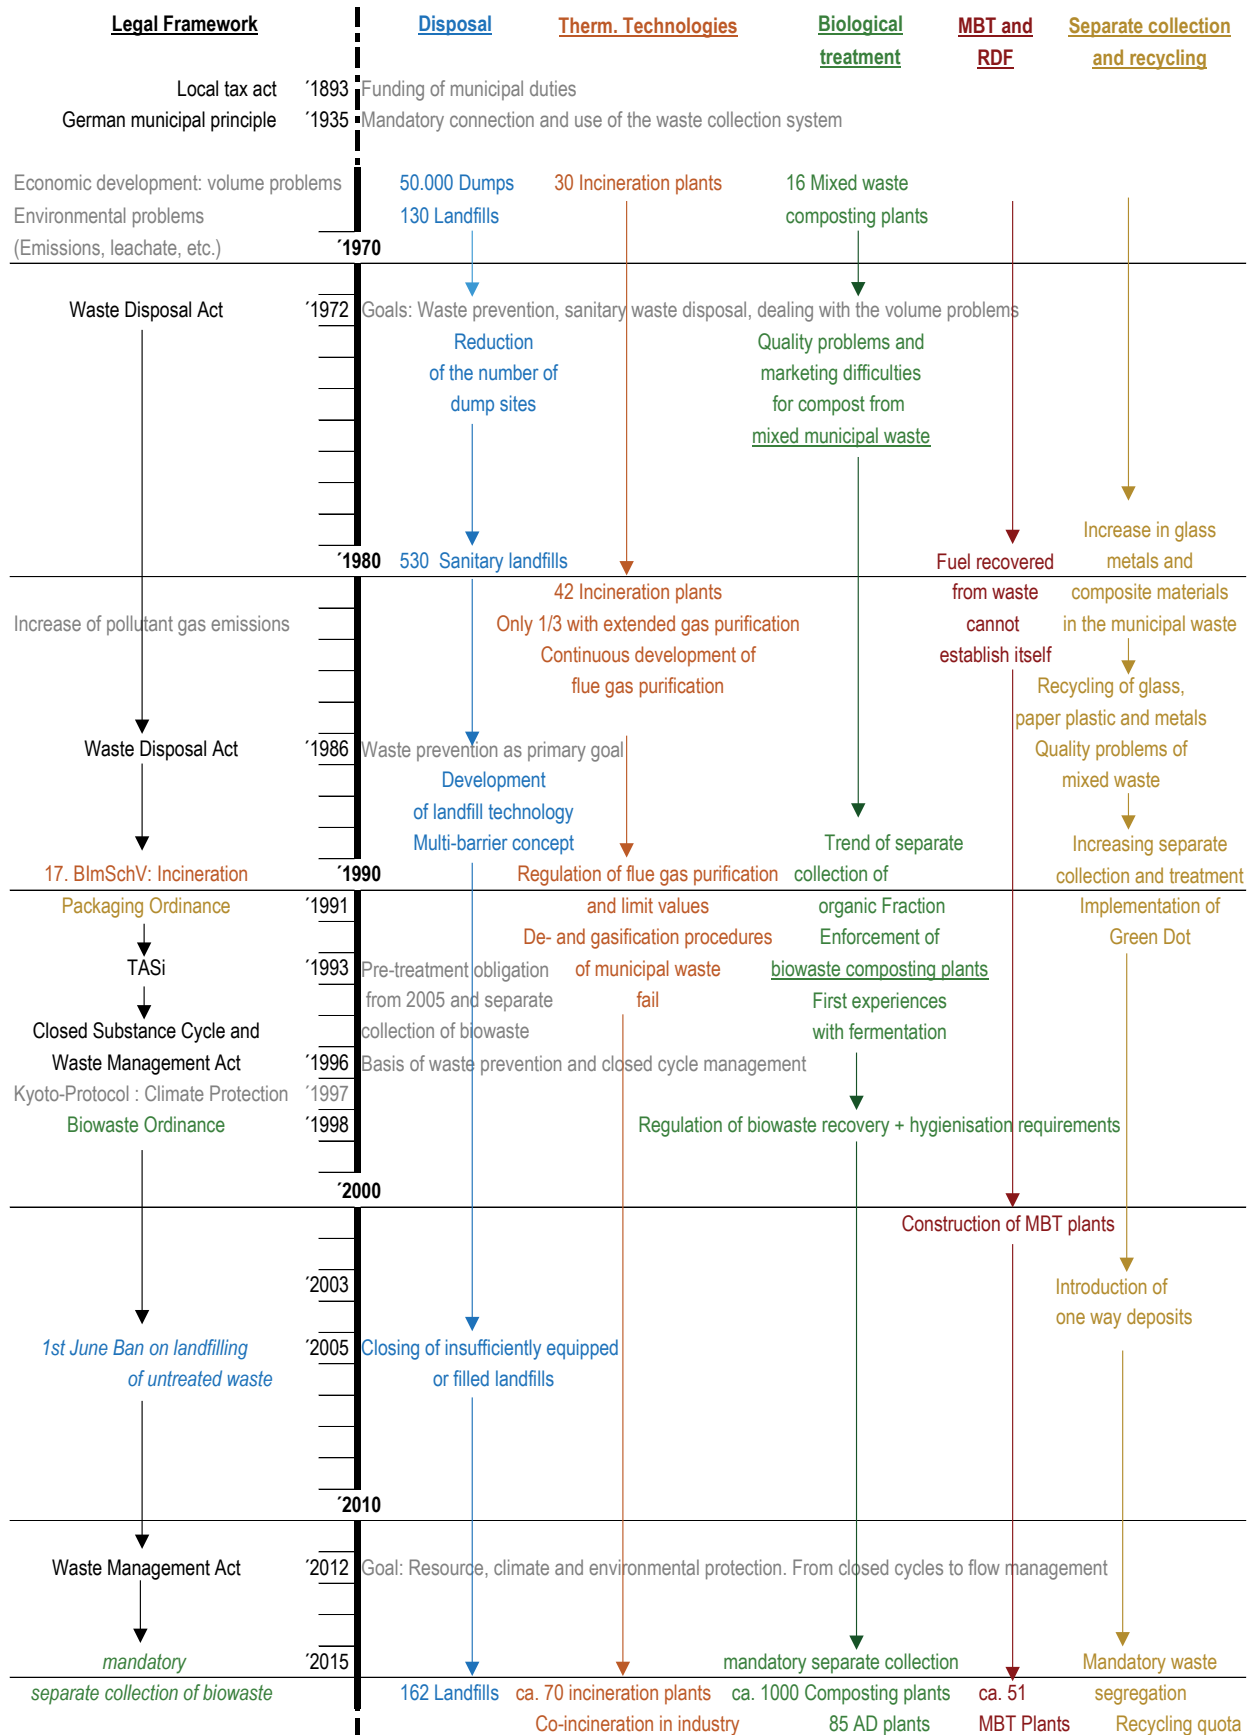 Legal Framework Disposal Therm. Technologies Biological MBT and Separate collection
treatment RDF and recycling
Local tax act ´1893 Funding of municipal duties
German municipal principle ´1935 Mandatory connection and use of the waste collection system
Economic development: volume problems 50.000 Dumps 30 Incineration plants 16 Mixed waste
Environmental problems 130 Landfills composting plants
(Emissions, leachate, etc.) ´1970
Waste Disposal Act ´1972 Goals: Waste prevention, sanitary waste disposal, dealing with the volume problems
Reduction Quality problems and
of the number of marketing difficulties
dump sites for compost from
mixed municipal waste
Increase in glass
´1980 530 Sanitary landfills Fuel recovered metals and
42 Incineration plants from waste composite materials
Increase of pollutant gas emissions Only 1/3 with extended gas purification cannot in the municipal waste
Continuous development of establish itself
flue gas purification Recycling of glass,
paper plastic and metals
Waste Disposal Act ´1986 Waste prevention as primary goal Quality problems of
Development mixed waste
of landfill technology
Multi-barrier concept Trend of separate Increasing separate
17. BImSchV: Incineration ´1990 Regulation of flue gas purification collection of collection and treatment
Packaging Ordinance ´1991 and limit values organic Fraction Implementation of
De- and gasification procedures Enforcement of Green Dot
TASi ´1993 Pre-treatment obligation of municipal waste biowaste composting plants
from 2005 and separate fail First experiences
Closed Substance Cycle and collection of biowaste with fermentation
Waste Management Act ´1996 Basis of waste prevention and closed cycle management
Kyoto-Protocol : Climate Protection ´1997
Biowaste Ordinance ´1998 Regulation of biowaste recovery + hygienisation requirements
´2000
Construction of MBT plants
´2003 Introduction of
one way deposits
1st June Ban on landfilling ´2005 Closing of insufficiently equipped
of untreated waste or filled landfills
´2010
Waste Management Act ´2012 Goal: Resource, climate and environmental protection. From closed cycles to flow management
mandatory ´2015 mandatory separate collection Mandatory waste
separate collection of biowaste 162 Landfills ca. 70 incineration plants ca. 1000 Composting plants ca. 51 segregation
Co-incineration in industry 85 AD plants MBT Plants Recycling quota